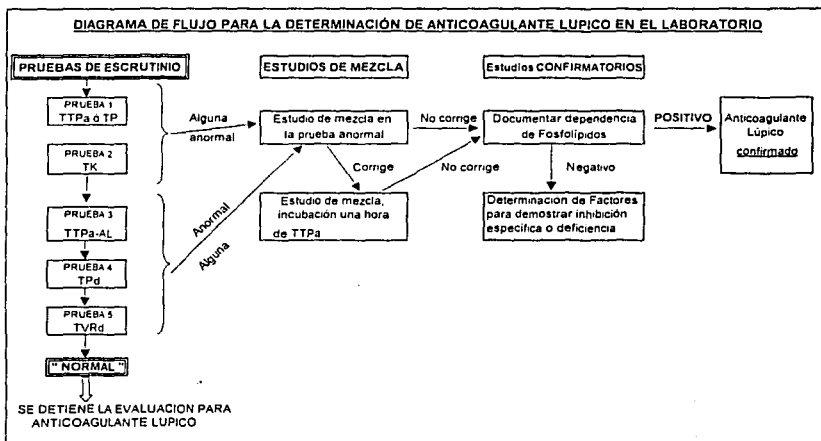 DIAGRAMA DE FLUJO PARA LA DETERMINACIÓN DE ANTICOAGULANTE LUPICO EN EL LABORATORIO
PRUEBAS DE ESCRUTINIO
PRUEBA 1
TTPa ó TP
PRUEBA 2
TK
PRUEBA 3
TTPa-AL
PRUEBA 4
TPd
PRUEBA 5
TVRd
" NORMAL "
SE DETIENE LA EVALUACION PARA
ANTICOAGULANTE LUPICO
Alguna
anormal
Anormal
Alguna
ESTUDIOS DE MEZCLA
Estudio de mezcla en
la prueba anormal
Corrige
Estudio de mezcla,
incubación una hora
de TTPa
No corrige
No corrige
Estudios CONFIRMATORIOS
Documentar dependencia
de Fosfolípidos
Negativo
Determinación de Factores
para demostrar inhibición
especifica o deficiencia
POSITIVO
Anticoagulante
Lúpico
confirmado